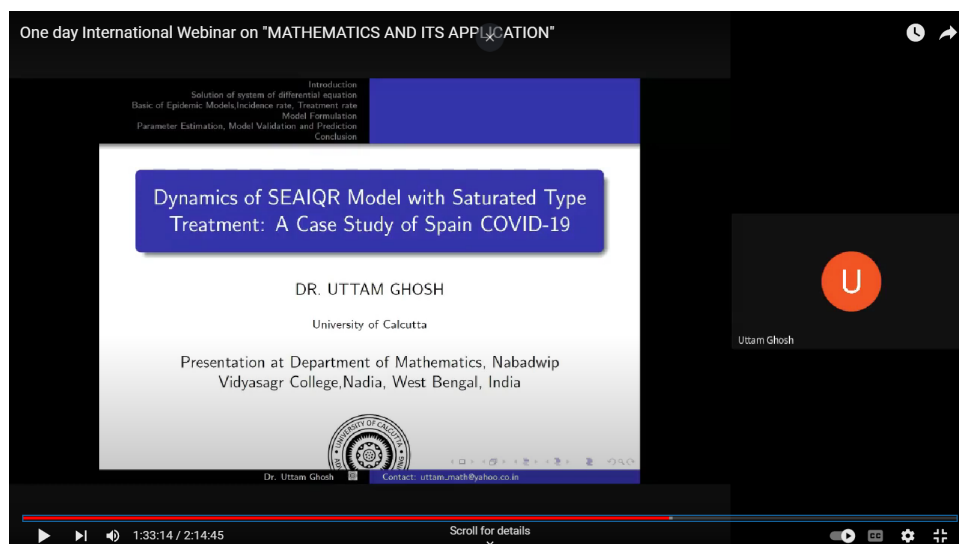 One day International Webinar on "MATHEMATICS AND ITS APPLICATION"
Introduction
Solution of system of differential equation
Basic of Epidemic Models,Incidence rate, Treatment rate
Model Formulation
Parameter Estimation, Model Validation and Prediction
Conclusion
Dynamics of SEAIQR Model with Saturated Type
Treatment: A Case Study of Spain COVID-19
DR. UTTAM GHOSH
University of Calcutta
Presentation at Department of Mathematics, Nabadwip
Vidyasagr College,Nadia, West Bengal, India
UNIVERSITY OF CALCUTTA
Dr. Uttam Ghosh
Contact: uttam_math@yahoo.co.in
U
Uttam Ghosh
1:33:14 / 2:14:45
Scroll for details
CC